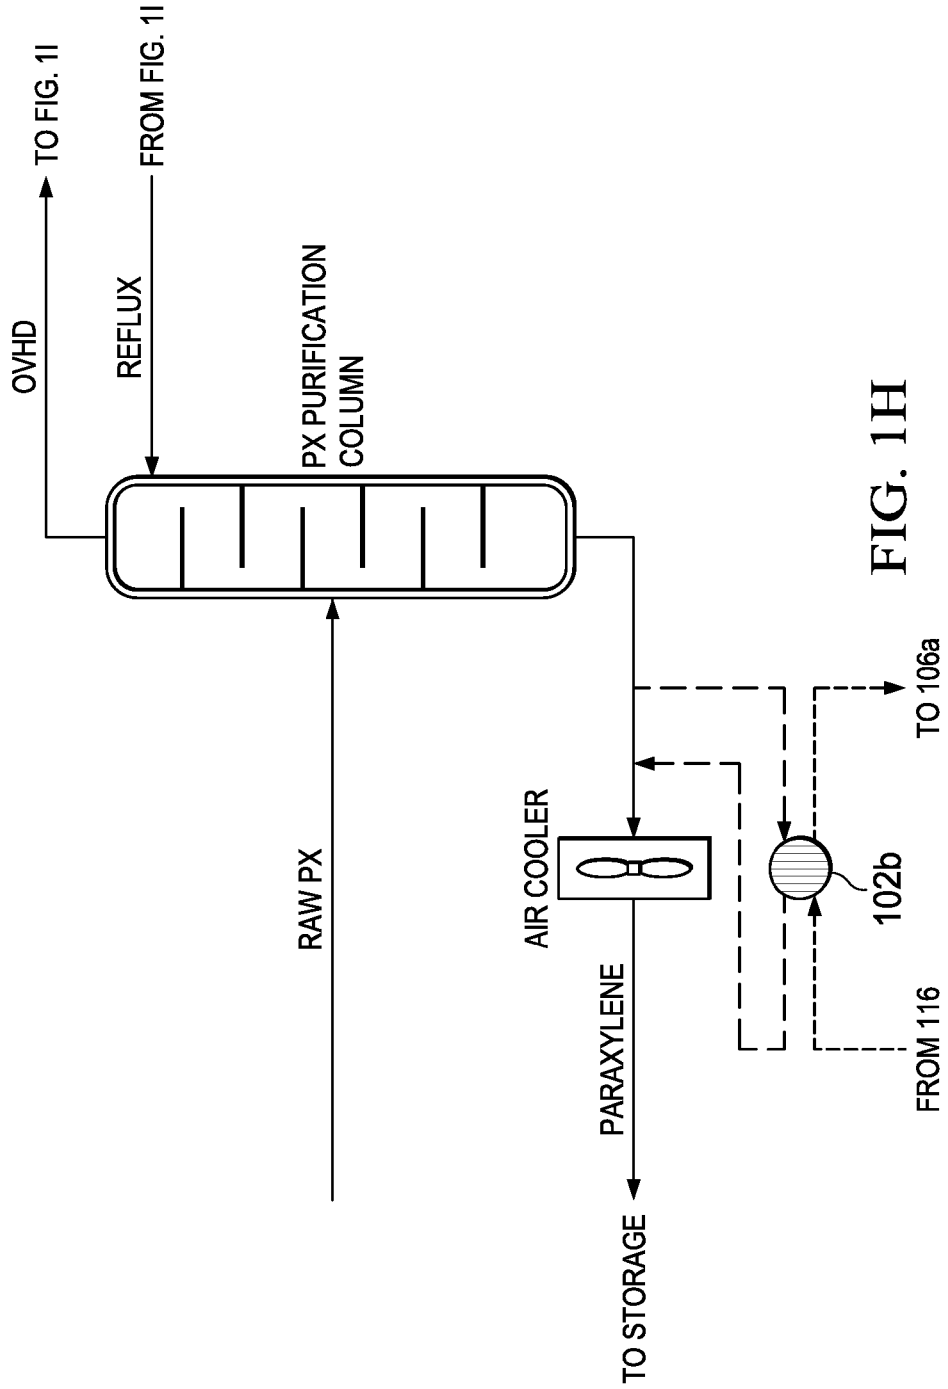 OVHD
TO FIG. 1I
REFLUX
FROM FIG. 1I
RAW PX
PX PURIFICATION
COLUMN
AIR COOLER
PARAXYLENE
TO STORAGE
102b
FROM 116
TO 106a
FIG. 1H